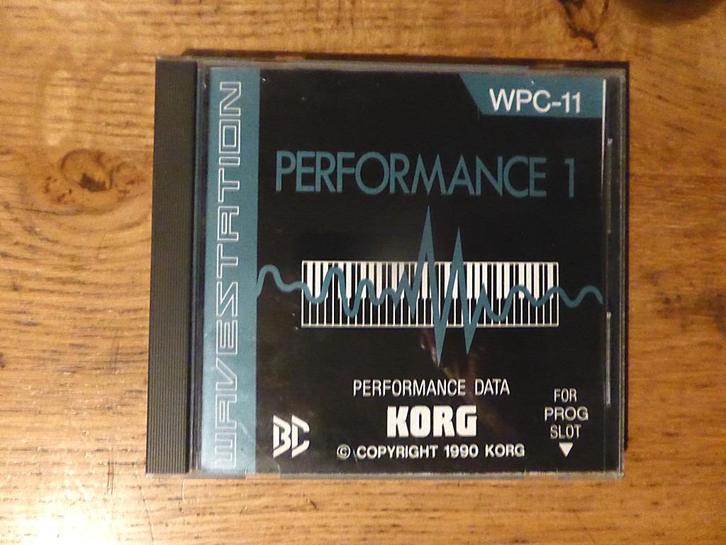 WAVESTATION
WPC-11
PERFORMANCE 1
PERFORMANCE DATA
KORG
© COPYRIGHT 1990 KORG
FOR
PROG
SLOT
BC